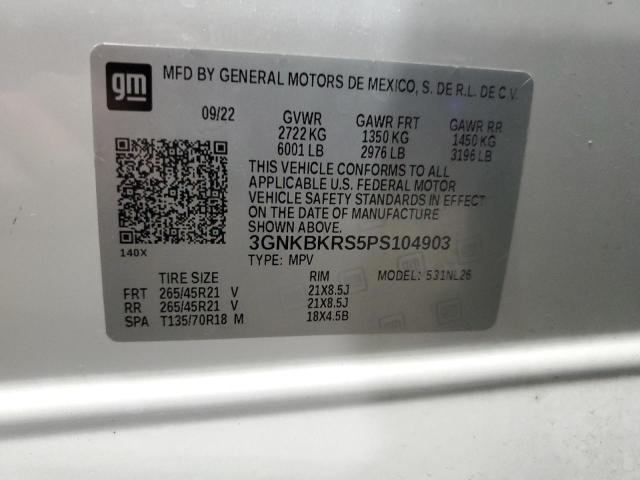 gm
MFD BY GENERAL MOTORS DE MEXICO, S. DE R.L. DE C.V.
09/22 GVWR GAWR FRT GAWR RR
2722 KG 1350 KG 1450 KG
6001 LB 2976 LB 3196 LB
THIS VEHICLE CONFORMS TO ALL
APPLICABLE U.S. FEDERAL MOTOR
VEHICLE SAFETY STANDARDS IN EFFECT
ON THE DATE OF MANUFACTURE
SHOWN ABOVE.
3GNKBKRS5PS104903
140X TYPE: MPV
TIRE SIZE RIM MODEL: 531NL26
FRT 265/45R21 V 21X8.5J
RR 265/45R21 V 21X8.5J
SPA T135/70R18 M 18X4.5B